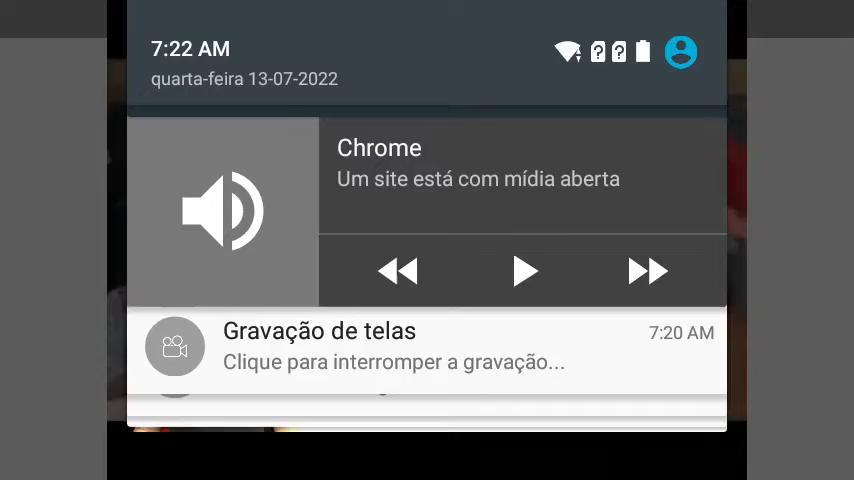 7:22 AM
quarta-feira 13-07-2022
Chrome
Um site está com mídia aberta
Gravação de telas
7:20 AM
Clique para interromper a gravação...